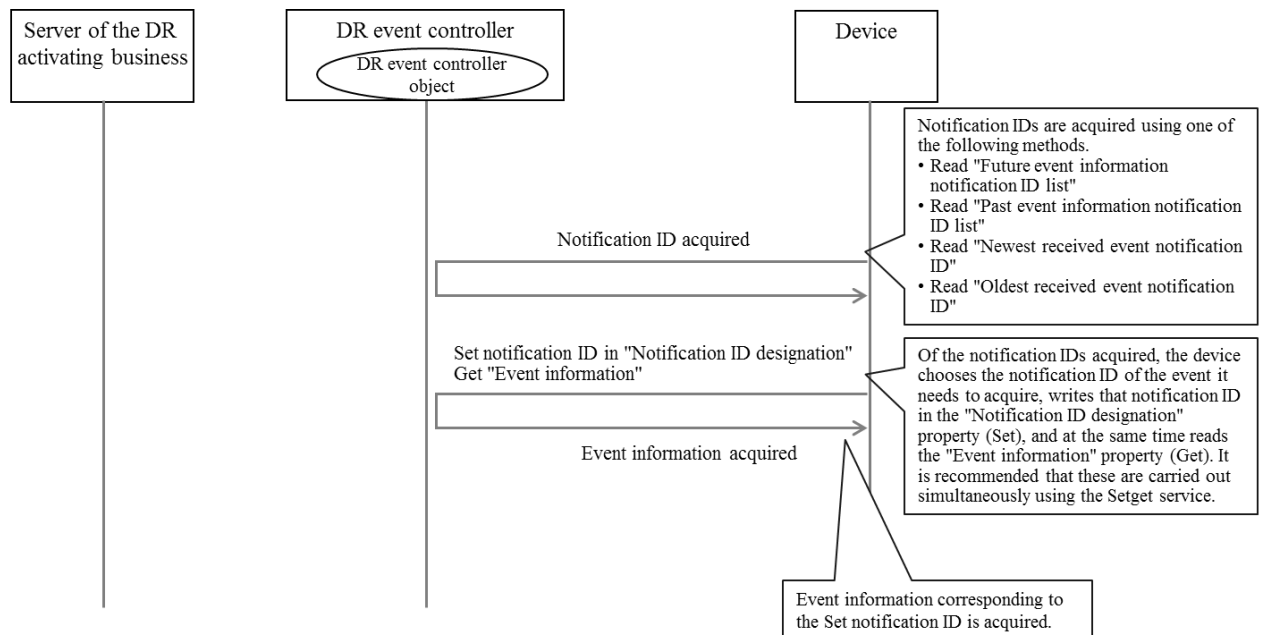 Server of the DR
activating business
DR event controller
DR event controller
object
Device
Notification IDs are acquired using one of
the following methods.
• Read "Future event information
notification ID list"
• Read "Past event information notification
ID list"
• Read "Newest received event notification
ID"
• Read "Oldest received event notification
ID"
Notification ID acquired
Set notification ID in "Notification ID designation"
Get "Event information"
Of the notification IDs acquired, the device
chooses the notification ID of the event it
needs to acquire, writes that notification ID
in the "Notification ID designation"
property (Set), and at the same time reads
the "Event information" property (Get). It
is recommended that these are carried out
simultaneously using the Setget service.
Event information acquired
Event information corresponding to
the Set notification ID is acquired.